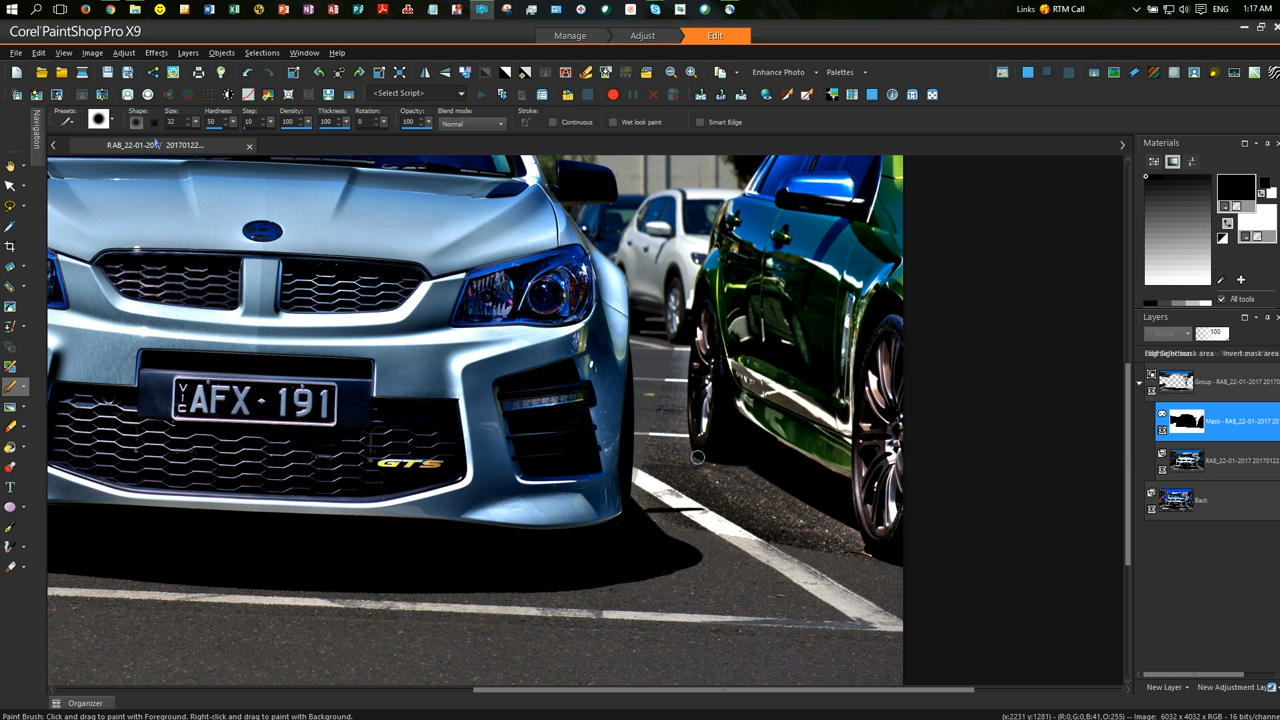 Links RTM Call ENG 1:17 AM
Corel PaintShop Pro X9
Manage Adjust Edit
File Edit View Image Adjust Effects Layers Objects Selections Window Help
Enhance Photo Palettes
<Select Script>
Presets: Shape: Size: Hardness: Step: Density: Thickness: Rotation: Opacity: Blend mode: Stroke:
32 50 10 100 100 0 100 Normal Continuous Wet look paint Smart Edge
Navigation
RAB_22-01-2017 20170122...
Materials
All tools
Layers
Normal 100
Invert mask area
Group - RAB_22-01-2017 20170
Mask - RAB_22-01-2017 20
RAB_22-01-2017 20170122
Back
VIC AFX·191
GTS
New Layer New Adjustment Lay
Organizer
Paint Brush: Click and drag to paint with Foreground. Right-click and drag to paint with Background.
(x:2231 y:1281) - (R:0,G:0,B:41,O:255) -- Image: 6032 x 4032 x RGB - 16 bits/channe